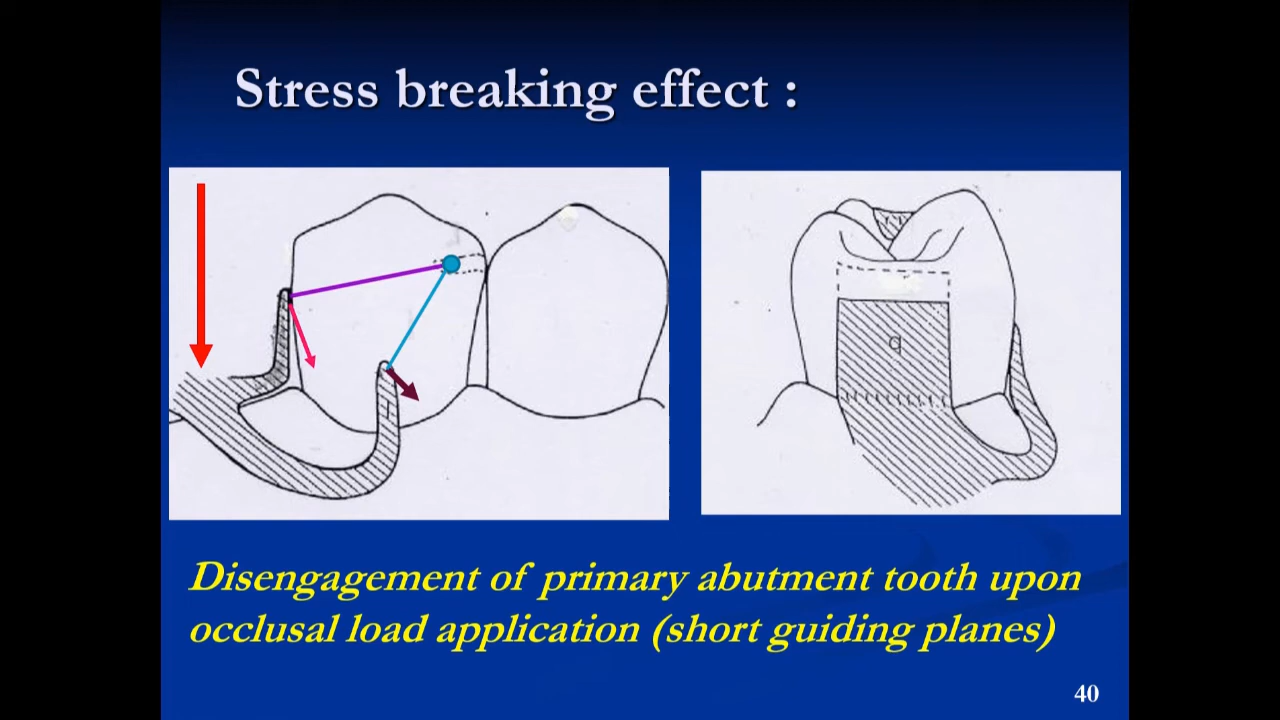 Stress breaking effect :
q
Disengagement of primary abutment tooth upon
occlusal load application (short guiding planes)
40